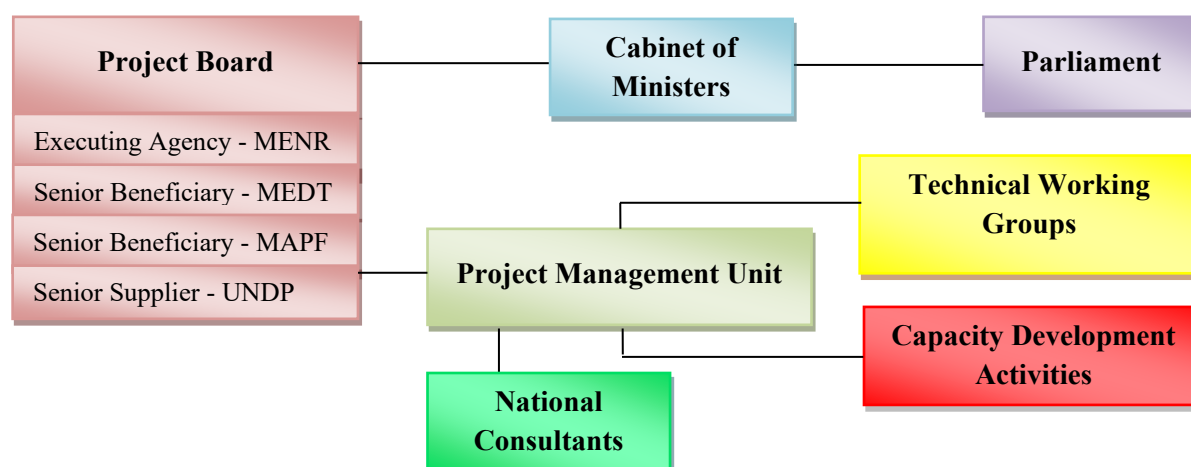 Project Board
Executing Agency - MENR
Senior Beneficiary - MEDT
Senior Beneficiary - MAPF
Senior Supplier - UNDP
Cabinet of
Ministers
Parliament
Technical Working
Groups
Project Management Unit
Capacity Development
Activities
National
Consultants